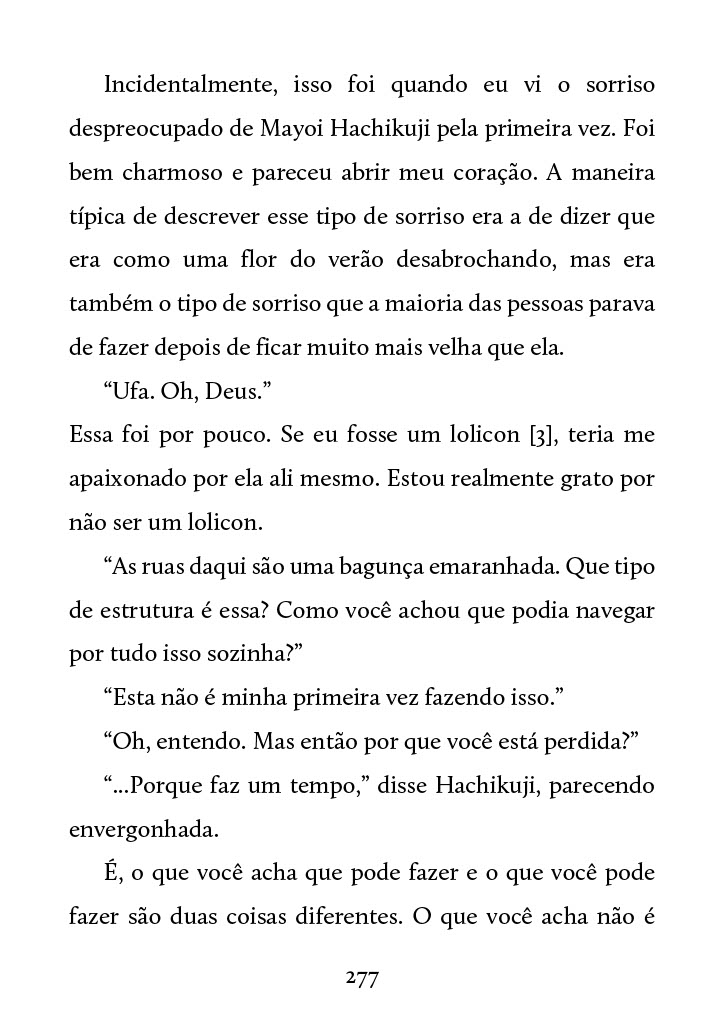 Incidentalmente, isso foi quando eu vi o sorriso
despreocupado de Mayoi Hachikuji pela primeira vez. Foi
bem charmoso e pareceu abrir meu coração. A maneira
típica de descrever esse tipo de sorriso era a de dizer que
era como uma flor do verão desabrochando, mas era
também o tipo de sorriso que a maioria das pessoas parava
de fazer depois de ficar muito mais velha que ela.
“Ufa. Oh, Deus.”
Essa foi por pouco. Se eu fosse um lolicon [3], teria me
apaixonado por ela ali mesmo. Estou realmente grato por
não ser um lolicon.
“As ruas daqui são uma bagunça emaranhada. Que tipo
de estrutura é essa? Como você achou que podia navegar
por tudo isso sozinha?”
“Esta não é minha primeira vez fazendo isso.”
“Oh, entendo. Mas então por que você está perdida?”
“...Porque faz um tempo,” disse Hachikuji, parecendo
envergonhada.
É, o que você acha que pode fazer e o que você pode
fazer são duas coisas diferentes. O que você acha não é
277